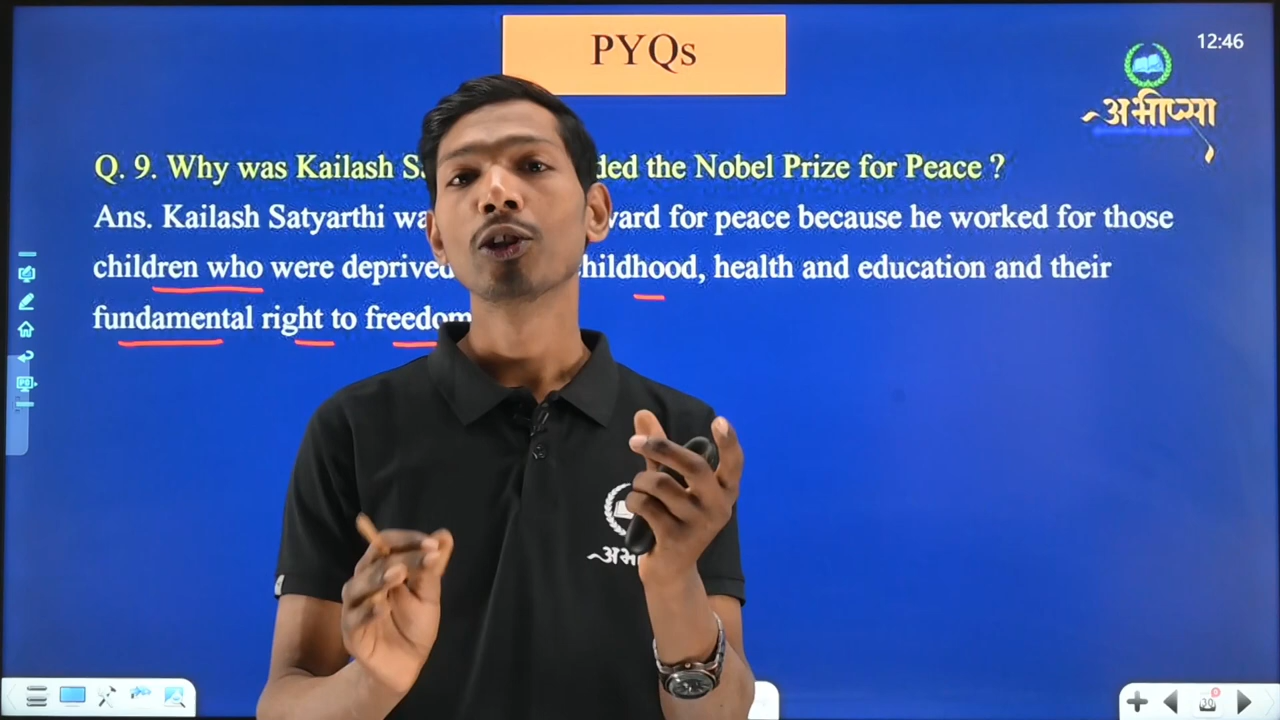 PYQs
12:46
अभीप्सा
Q. 9. Why was Kailash ded the Nobel Prize for Peace ?
Ans. Kailash Satyarthi ward for peace because he worked for those
children who were deprived childhood, health and education and their
fundamental right to freedom